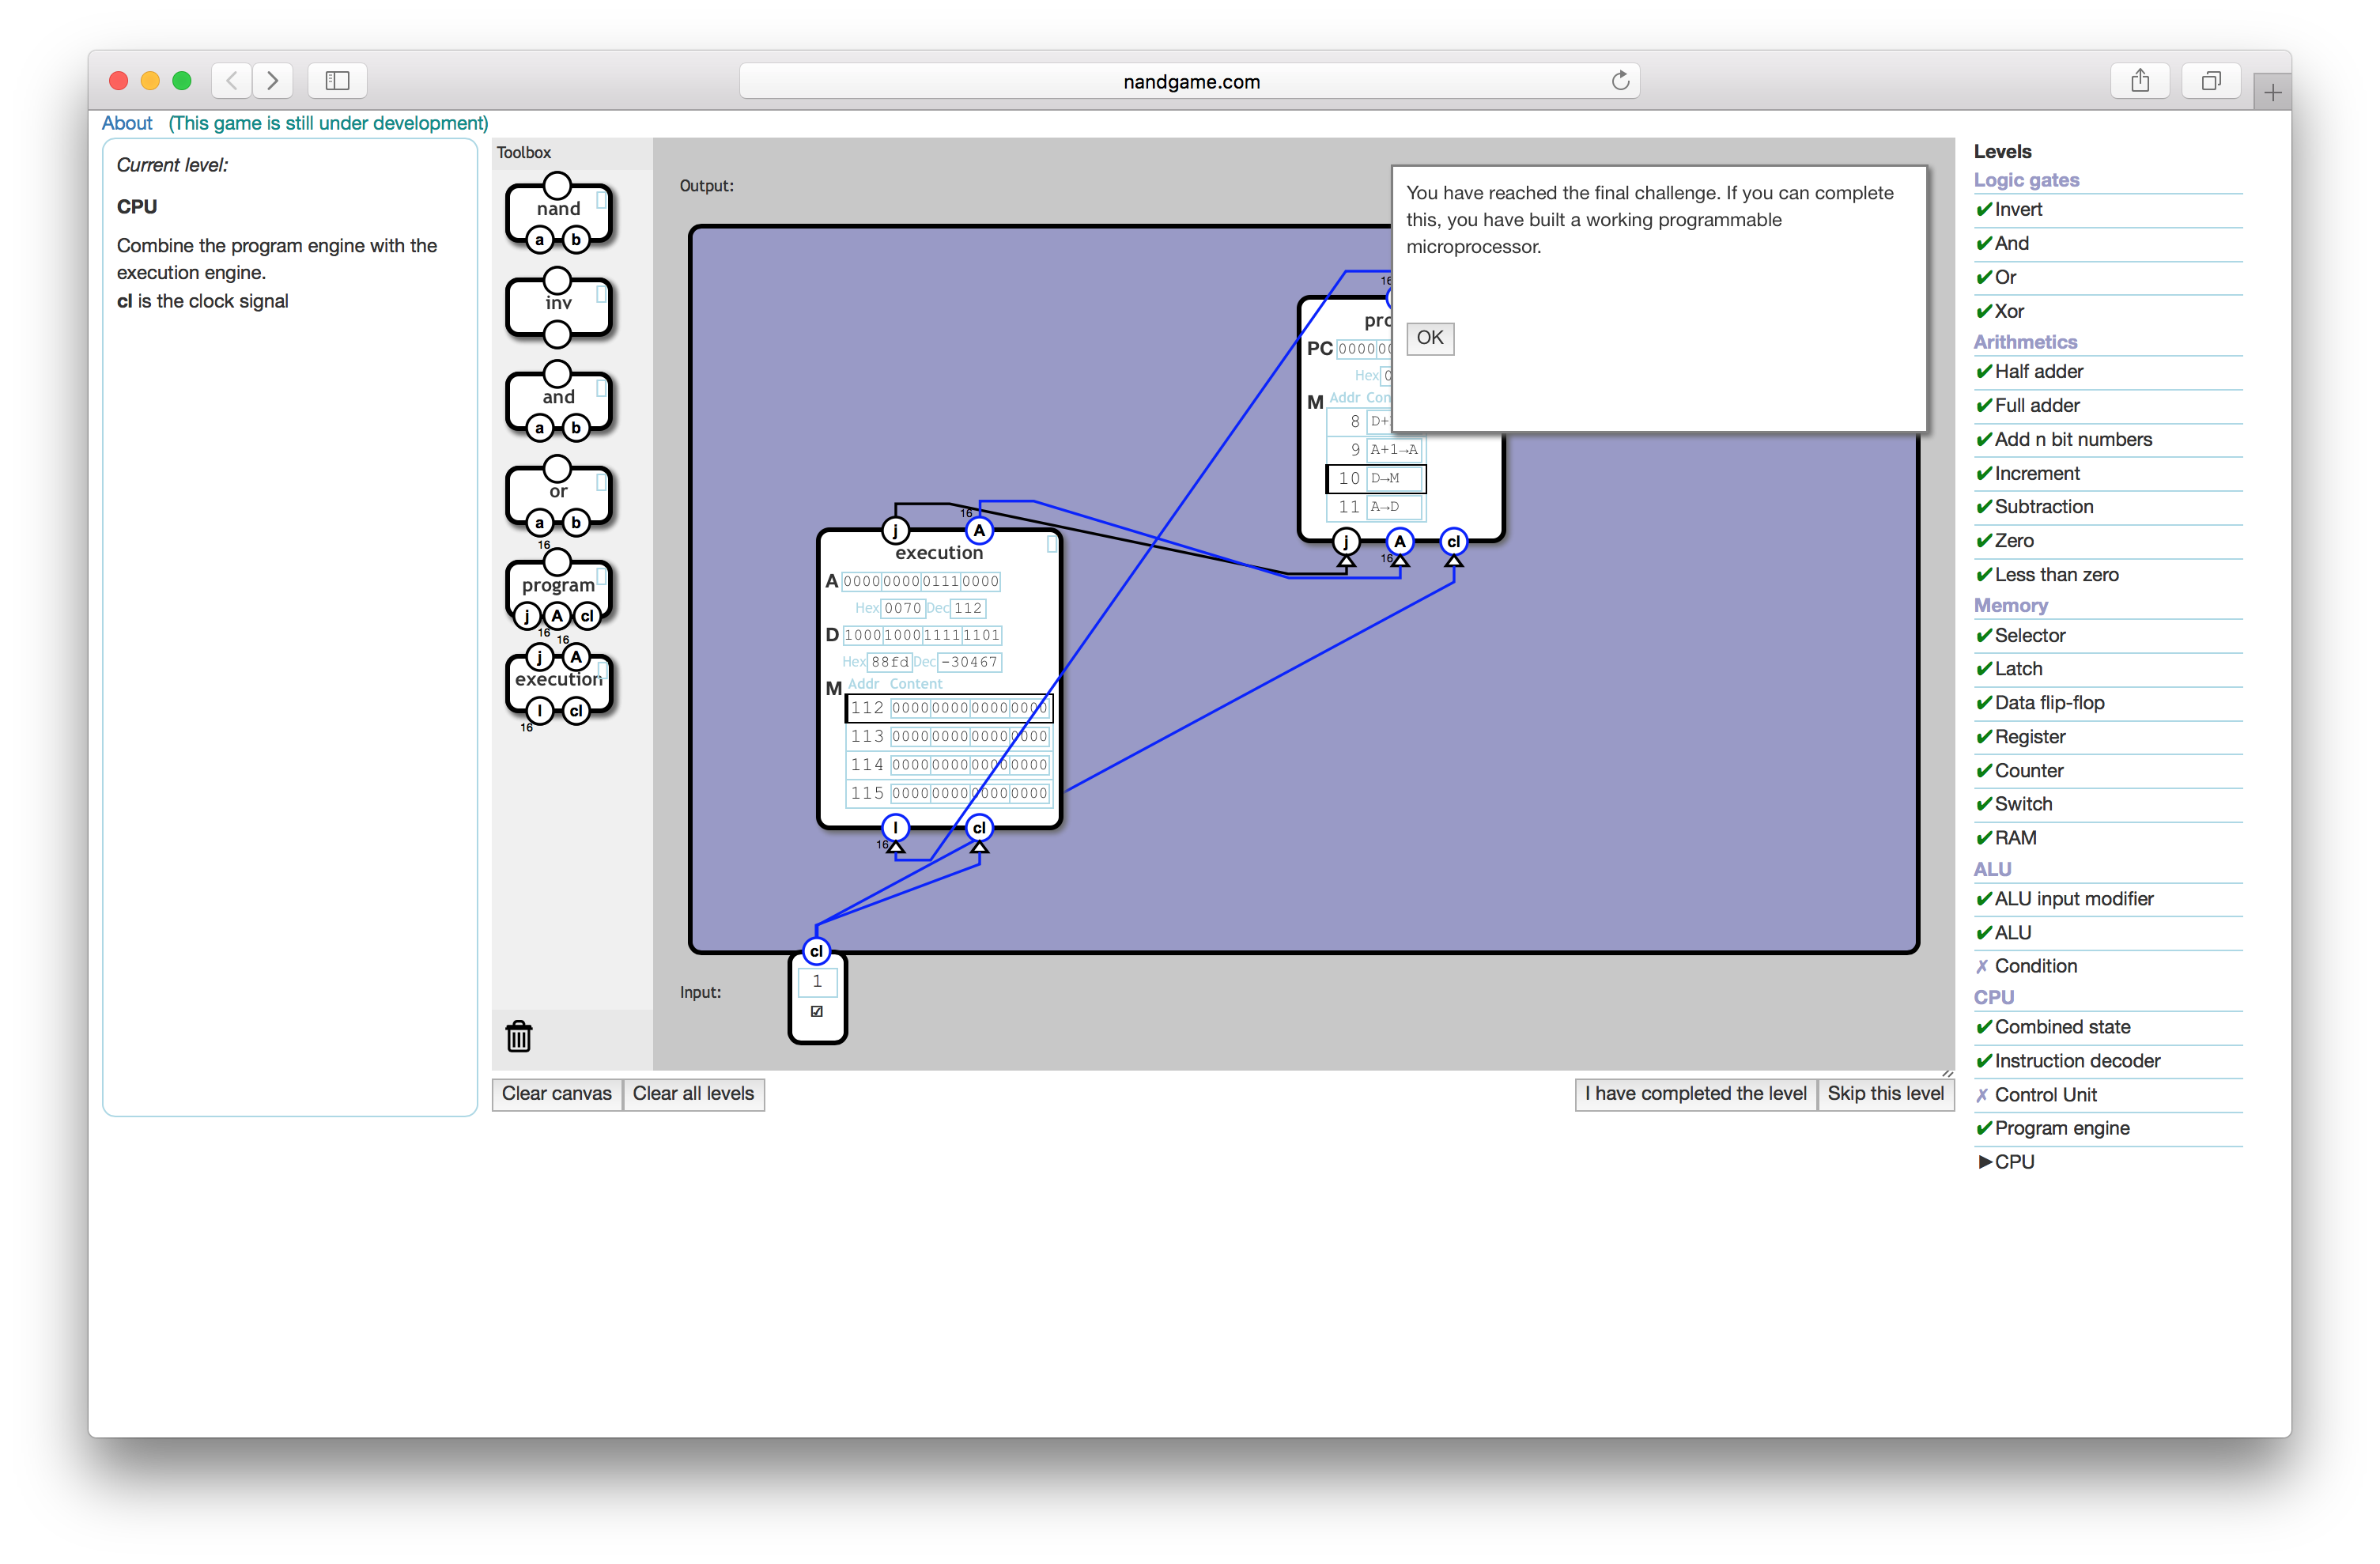 nandgame.com
About (This game is still under development)
Current level:
CPU
Combine the program engine with the
execution engine.
cl is the clock signal
Toolbox
nand
a b
inv
and
a b
or
a b
16
program
j A cl
16
16
j A
execution
I cl
16
Output:
You have reached the final challenge. If you can complete
this, you have built a working programmable
microprocessor.
OK
16
PC 0000
Hex
M Addr
8 D+
9 A+1→A
10 D→M
11 A→D
j A cl
16
16
j A
execution
A 0000 0000 0111 0000
Hex 0070 Dec 112
D 1000 1000 1111 1101
Hex 88fd Dec -30467
M Addr Content
112 0000 0000 0000 0000
113 0000 0000 0000 0000
114 0000 0000 0000 0000
115 0000 0000 0000 0000
I cl
16
cl
1
Input:
Clear canvas Clear all levels
I have completed the level Skip this level
Levels
Logic gates
✔Invert
✔And
✔Or
✔Xor
Arithmetics
✔Half adder
✔Full adder
✔Add n bit numbers
✔Increment
✔Subtraction
✔Zero
✔Less than zero
Memory
✔Selector
✔Latch
✔Data flip-flop
✔Register
✔Counter
✔Switch
✔RAM
ALU
✔ALU input modifier
✔ALU
✗ Condition
CPU
✔Combined state
✔Instruction decoder
✗ Control Unit
✔Program engine
▶CPU